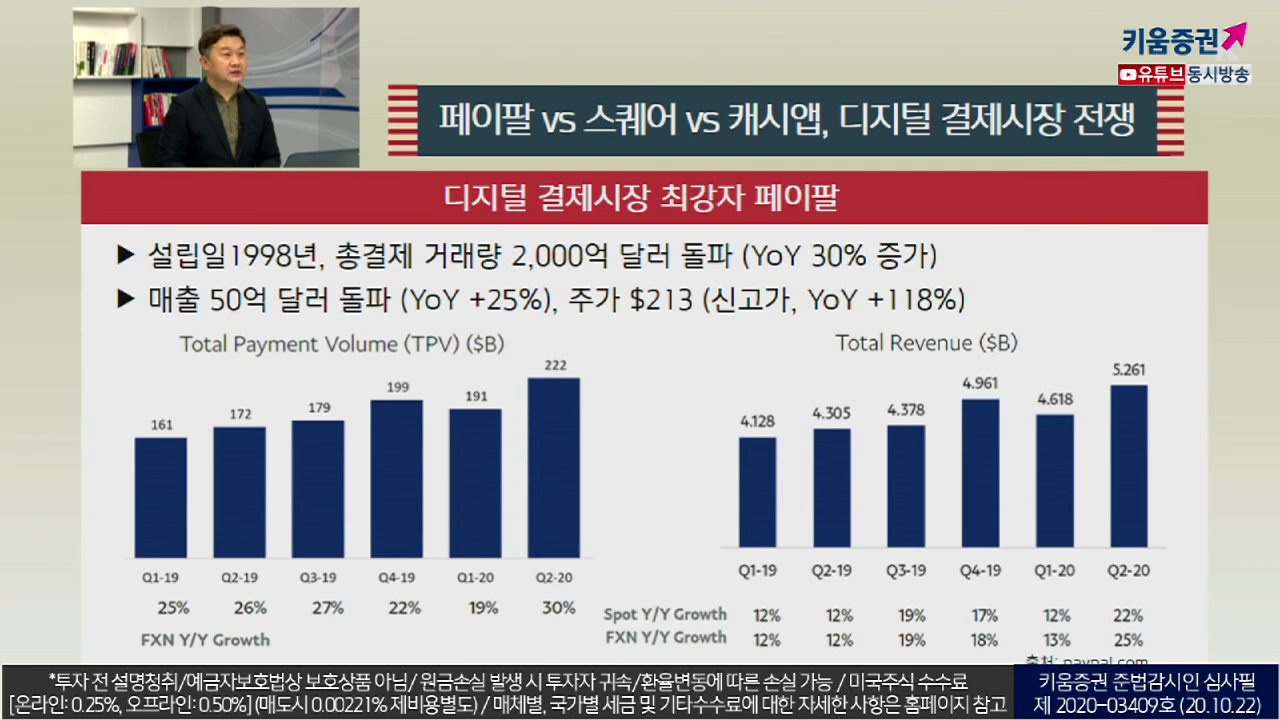 키움증권
유튜브 동시방송
페이팔 vs 스퀘어 vs 캐시앱, 디지털 결제시장 전쟁
디지털 결제시장 최강자 페이팔
▶ 설립일1998년, 총결제 거래량 2,000억 달러 돌파 (YoY 30% 증가)
▶ 매출 50억 달러 돌파 (YoY +25%), 주가 $213 (신고가, YoY +118%)
Total Payment Volume (TPV) ($B)
161 172 179 199 191 222
Q1-19 Q2-19 Q3-19 Q4-19 Q1-20 Q2-20
25% 26% 27% 22% 19% 30%
FXN Y/Y Growth
Total Revenue ($B)
4.128 4.305 4.378 4.961 4.618 5.261
Q1-19 Q2-19 Q3-19 Q4-19 Q1-20 Q2-20
Spot Y/Y Growth 12% 12% 19% 17% 12% 22%
FXN Y/Y Growth 12% 12% 19% 18% 13% 25%
출처: paypal.com
*투자 전 설명청취/예금자보호법상 보호상품 아님/ 원금손실 발생 시 투자자 귀속/환율변동에 따른 손실 가능 / 미국주식 수수료
[온라인: 0.25%, 오프라인: 0.50%] (매도시 0.00221% 제비용별도) / 매체별, 국가별 세금 및 기타수수료에 대한 자세한 사항은 홈페이지 참고
키움증권 준법감시인 심사필
제 2020-03409호 (20.10.22)